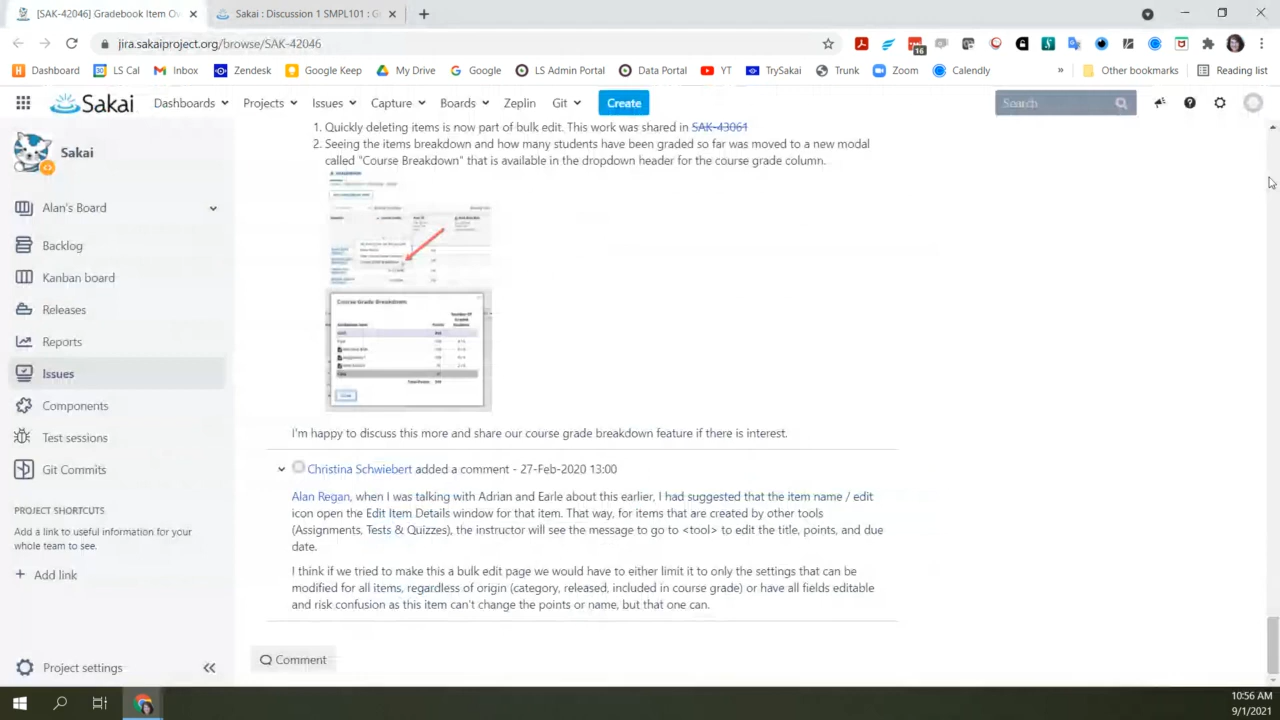 [SAK-42046] Gradebook Item Ov
Sakai : Discussion 1 SMPL101 : G
jira.sakaiproject.org/browse/SAK-42046
16
Dashboard
LS Cal
Inbox
Zendesk
Google Keep
My Drive
Google
LS Admin Portal
Data Portal
YT
TrySakai
Trunk
Zoom
Calendly
»
Other bookmarks
Reading list
Sakai
Dashboards
Projects
Issues
Capture
Boards
Zeplin
Git
Create
Search
Sakai
Alan's Board
Backlog
Kanban board
Releases
Reports
Issues
Components
Test sessions
Git Commits
PROJECT SHORTCUTS
Add a link to useful information for your
whole team to see.
+ Add link
Project settings
1. Quickly deleting items is now part of bulk edit. This work was shared in SAK-43061
2. Seeing the items breakdown and how many students have been graded so far was moved to a new modal
called "Course Breakdown" that is available in the dropdown header for the course grade column.
Course Grade Breakdown
I'm happy to discuss this more and share our course grade breakdown feature if there is interest.
Christina Schwiebert added a comment - 27-Feb-2020 13:00
Alan Regan, when I was talking with Adrian and Earle about this earlier, I had suggested that the item name / edit
icon open the Edit Item Details window for that item. That way, for items that are created by other tools
(Assignments, Tests & Quizzes), the instructor will see the message to go to <tool> to edit the title, points, and due
date.
I think if we tried to make this a bulk edit page we would have to either limit it to only the settings that can be
modified for all items, regardless of origin (category, released, included in course grade) or have all fields editable
and risk confusion as this item can't change the points or name, but that one can.
Comment
10:56 AM
9/1/2021